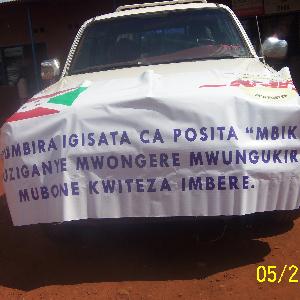 UMBIRA IGISATA CA POSITA "MBIK
UZIGANYE MWONGERE MWUNGUKIR
MUBONE KWITEZA IMBERE.
05/2